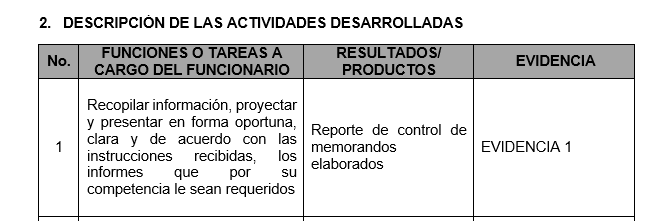 2. DESCRIPCIÓN DE LAS ACTIVIDADES DESARROLLADAS
No.
FUNCIONES O TAREAS A
CARGO DEL FUNCIONARIO
RESULTADOS/
PRODUCTOS
EVIDENCIA
1
Recopilar información, proyectar
y presentar en forma oportuna,
clara y de acuerdo con las
instrucciones recibidas, los
informes que por su
competencia le sean requeridos
Reporte de control de
memorandos
elaborados
EVIDENCIA 1